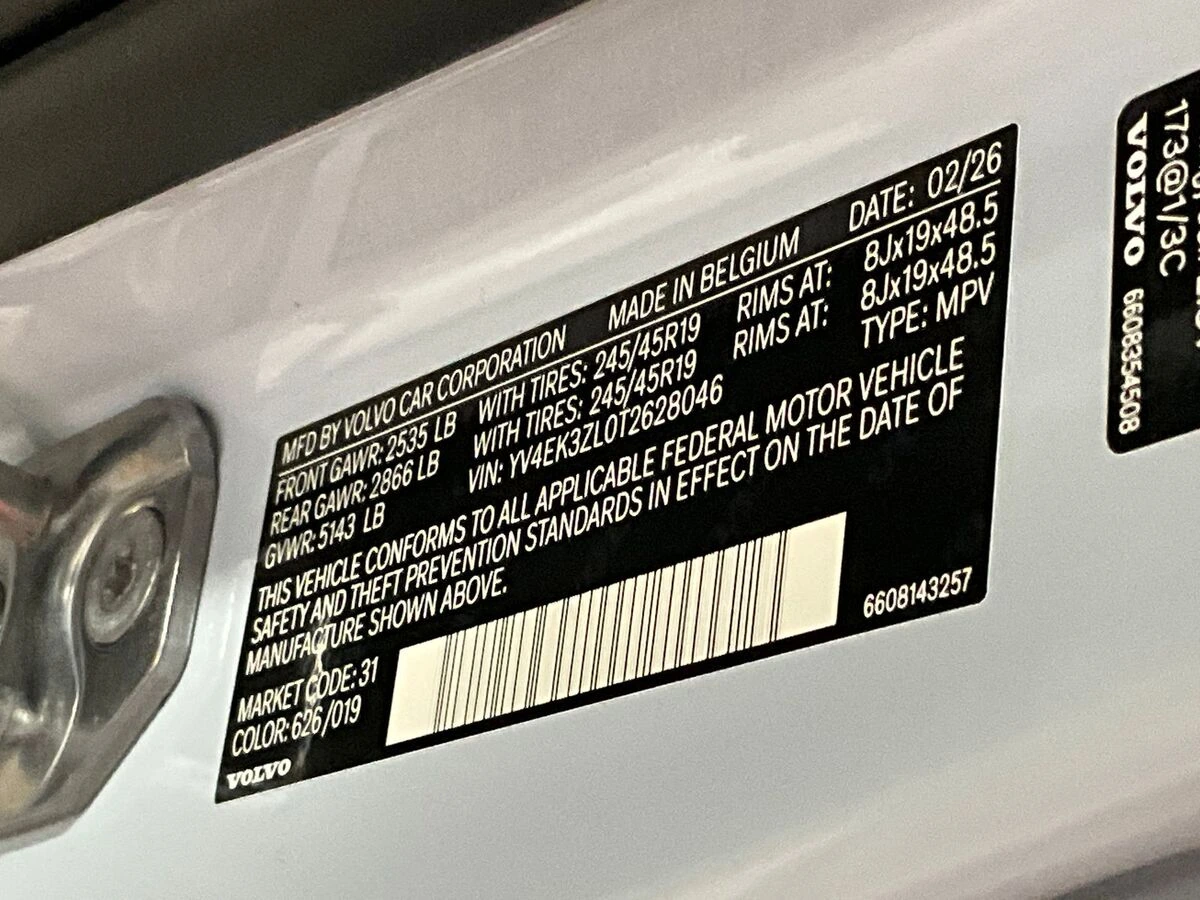 MFD BY VOLVO CAR CORPORATION MADE IN BELGIUM DATE: 02/26
FRONT GAWR: 2535 LB WITH TIRES: 245/45R19 RIMS AT: 8Jx19x48.5
REAR GAWR: 2866 LB WITH TIRES: 245/45R19 RIMS AT: 8Jx19x48.5
GVWR: 5143 LB VIN: YV4EK3ZL0T2628046 TYPE: MPV
THIS VEHICLE CONFORMS TO ALL APPLICABLE FEDERAL MOTOR VEHICLE
SAFETY AND THEFT PREVENTION STANDARDS IN EFFECT ON THE DATE OF
MANUFACTURE SHOWN ABOVE.
MARKET CODE: 31
COLOR: 626/019
VOLVO
6608143257
173@1/3C
VOLVO 6608354508